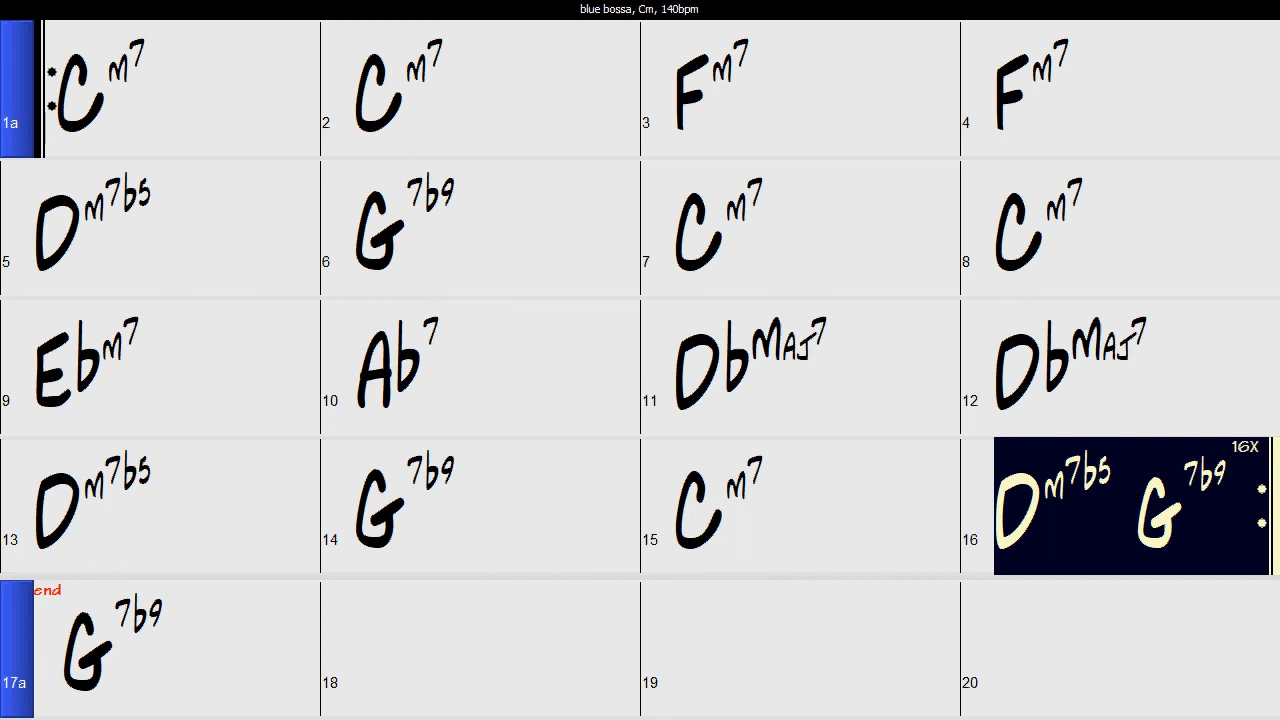 blue bossa, Cm, 140bpm
1a Cm7 2 Cm7 3 Fm7 4 Fm7
5 Dm7b5 6 G7b9 7 Cm7 8 Cm7
9 Ebm7 10 Ab7 11 DbMAJ7 12 DbMAJ7
13 Dm7b5 14 G7b9 15 Cm7 16 Dm7b5 G7b9 16X
17a end G7b9 18 19 20